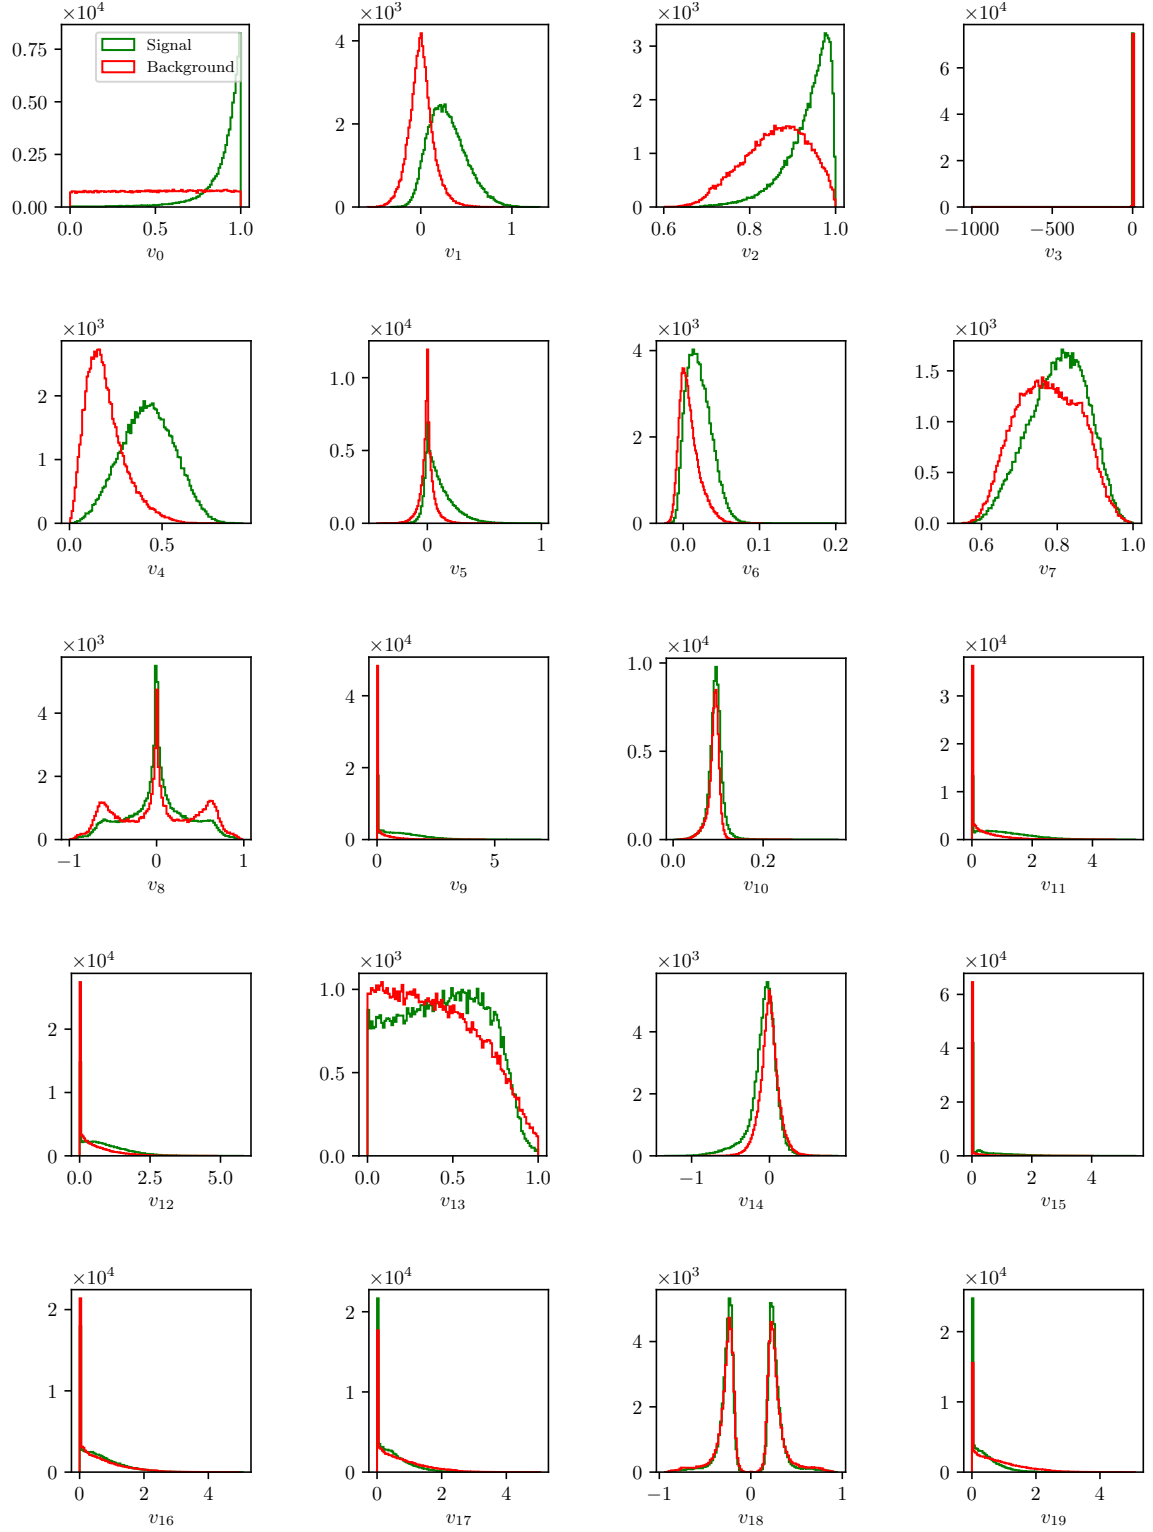 ×10⁴
0.75
0.50
0.25
0.00
0.0 0.5 1.0
v₀
Signal
Background
×10³
4
2
0
0 1
v₁
×10³
3
2
1
0
0.6 0.8 1.0
v₂
×10⁴
6
4
2
0
−1000 −500 0
v₃
×10³
2
1
0
0.0 0.5
v₄
×10⁴
1.0
0.5
0.0
0 1
v₅
×10³
4
2
0
0.0 0.1 0.2
v₆
×10³
1.5
1.0
0.5
0.0
0.6 0.8 1.0
v₇
×10³
4
2
0
−1 0 1
v₈
×10⁴
4
2
0
0 5
v₉
×10⁴
1.0
0.5
0.0
0.0 0.2
v₁₀
×10⁴
3
2
1
0
0 2 4
v₁₁
×10⁴
2
1
0
0.0 2.5 5.0
v₁₂
×10³
1.0
0.5
0.0
0.0 0.5 1.0
v₁₃
×10³
4
2
0
−1 0
v₁₄
×10⁴
6
4
2
0
0 2 4
v₁₅
×10⁴
2
1
0
0 2 4
v₁₆
×10⁴
2
1
0
0 2 4
v₁₇
×10³
4
2
0
−1 0 1
v₁₈
×10⁴
2
1
0
0 2 4
v₁₉